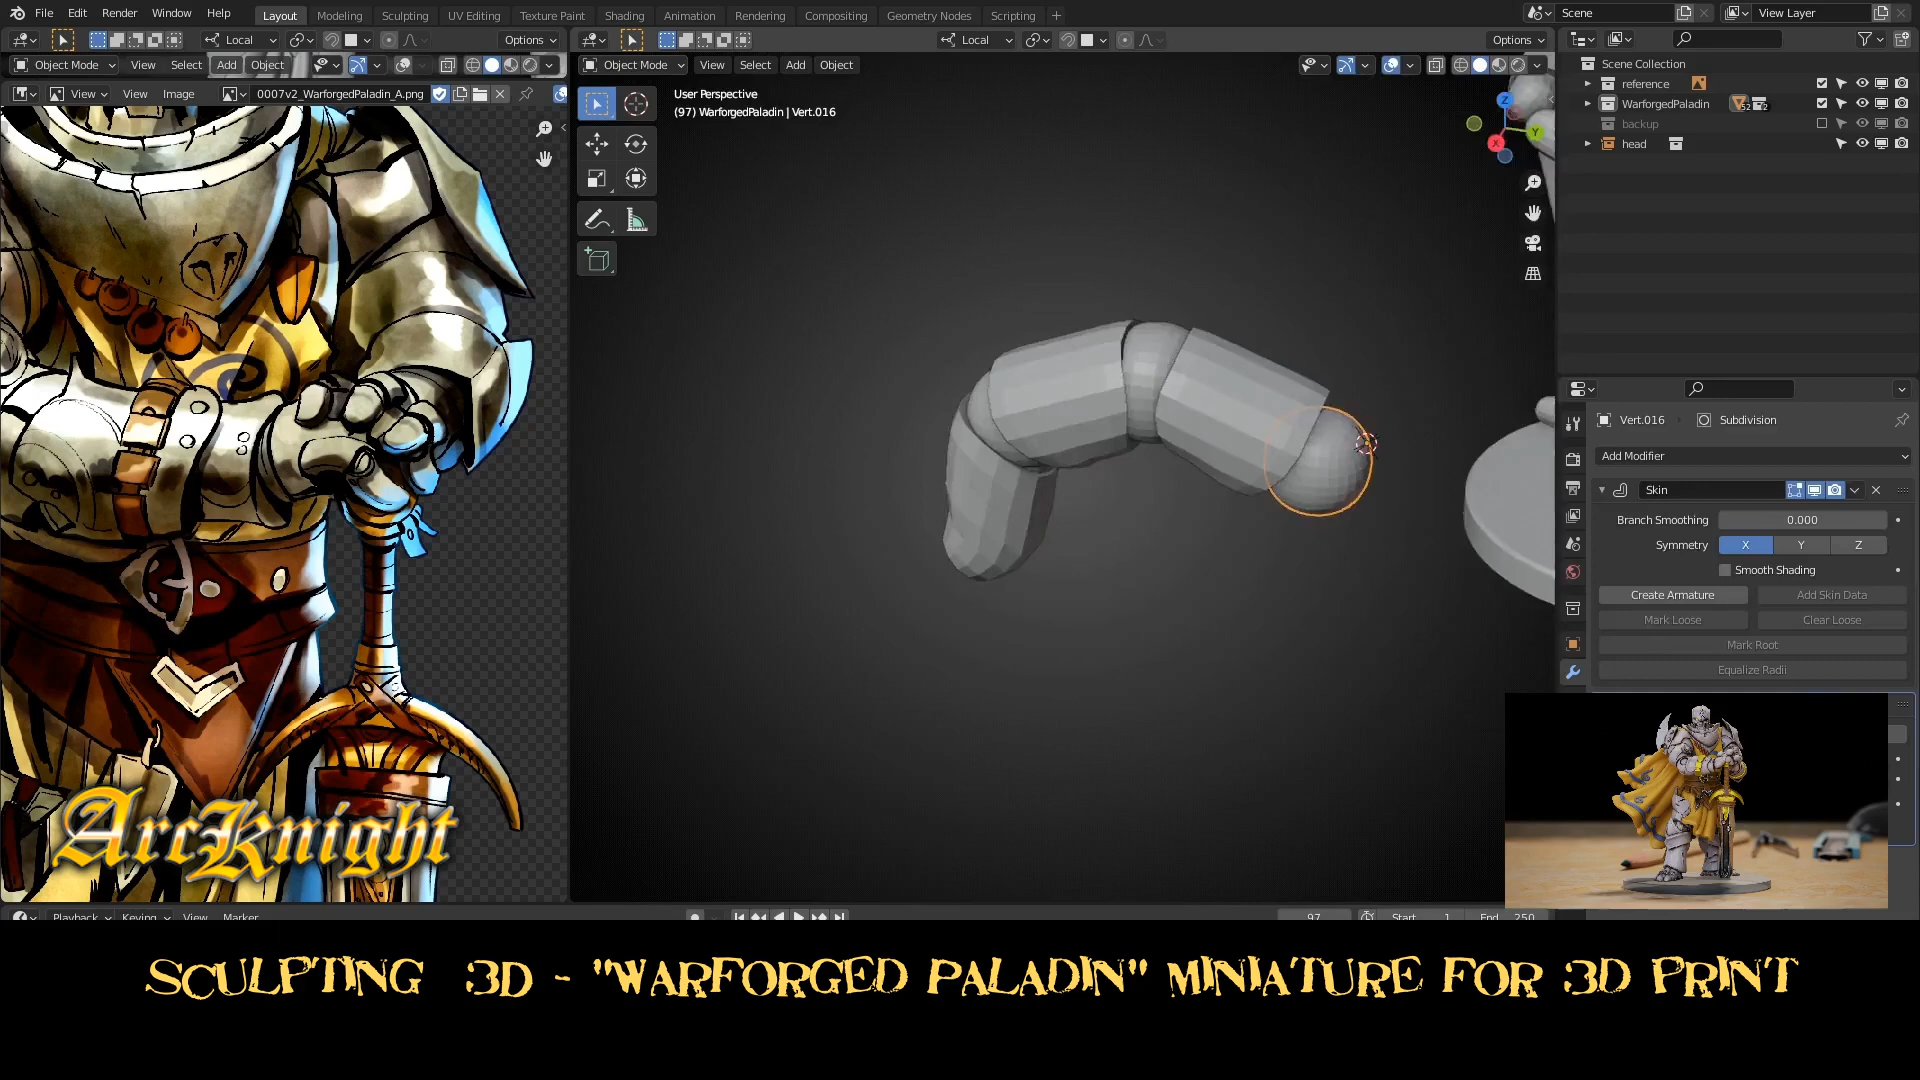 File Edit Render Window Help Layout Modeling Sculpting UV Editing Texture Paint Shading Animation Rendering Compositing Geometry Nodes Scripting + Scene View Layer
Local Options Local Options
Object Mode View Select Add Object Object Mode View Select Add Object
View View Image 0007v2_WarforgedPaladin_A.png
User Perspective
(97) WarforgedPaladin | Vert.016
Z
Y
X
Scene Collection
reference
WarforgedPaladin
backup
head
Vert.016 Subdivision
Add Modifier
Skin
Branch Smoothing 0.000
Symmetry X Y Z
Smooth Shading
Create Armature Add Skin Data
Mark Loose Clear Loose
Mark Root
Equalize Radii
ArcKnight
Playback Keying View Marker 97 Start 1 End 250
SCULPTING 3D - "WARFORGED PALADIN" MINIATURE FOR 3D PRINT